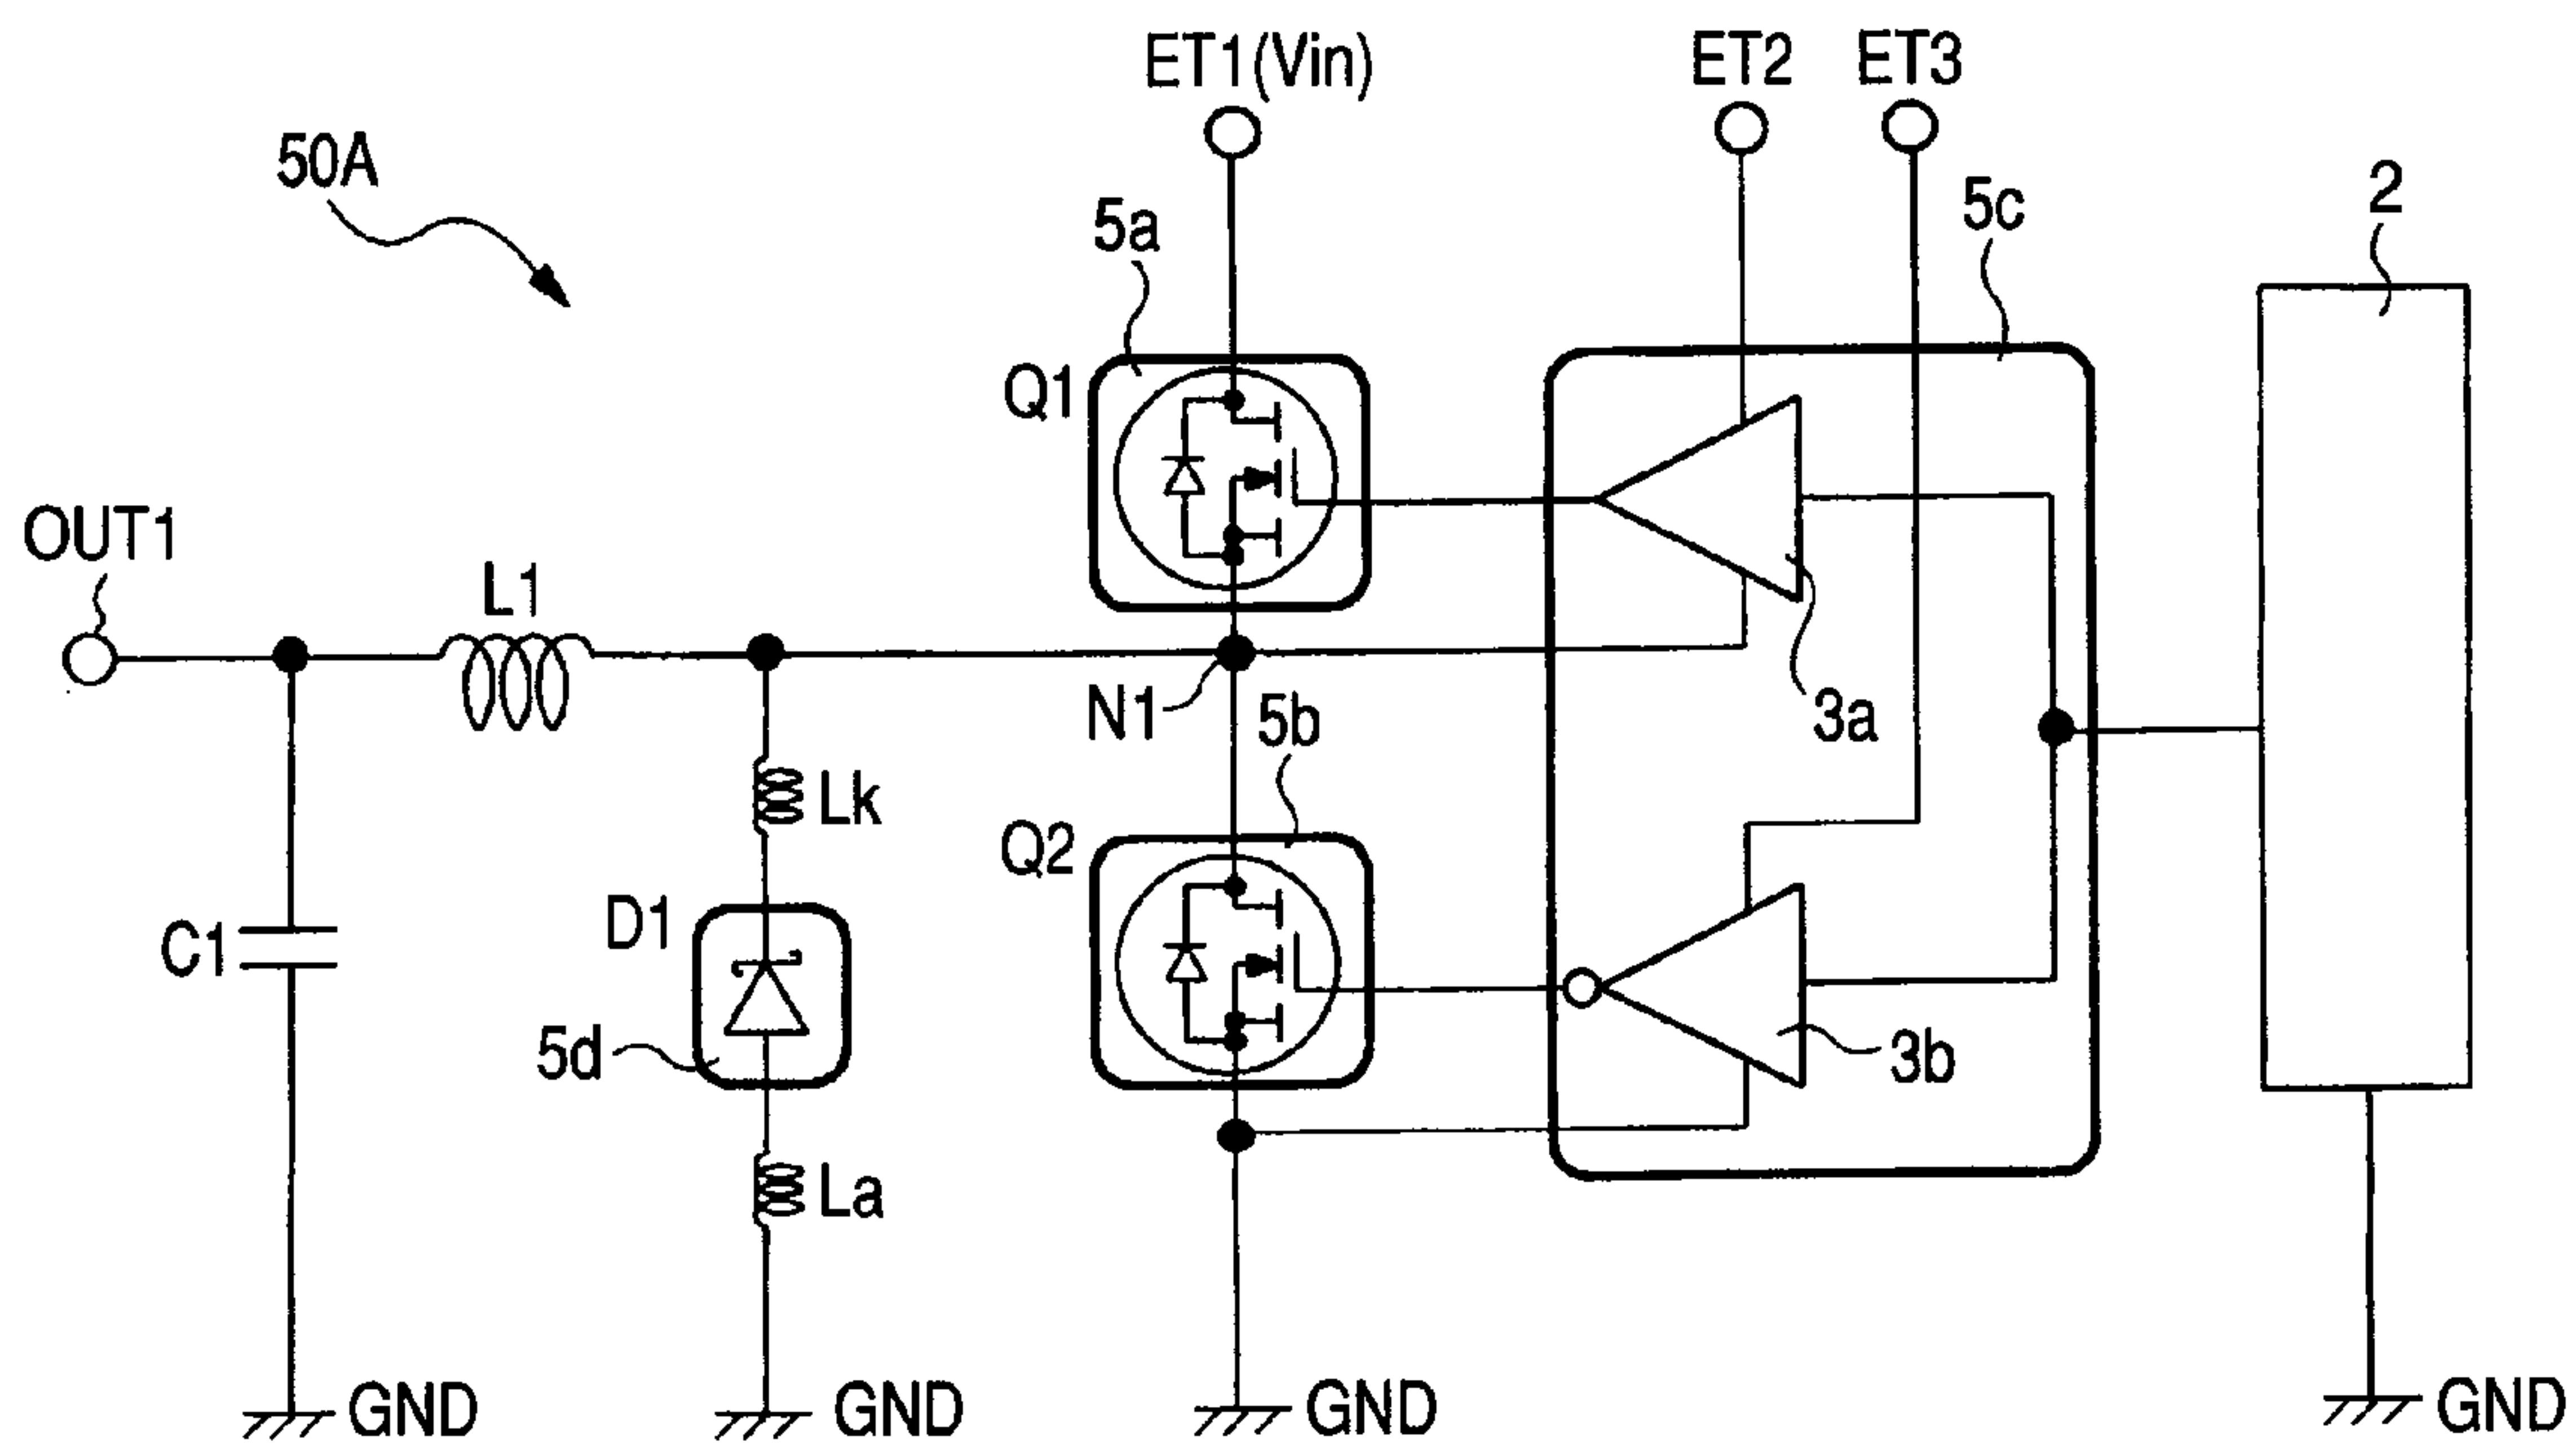 ET1(Vin)
ET2
ET3
50A
5a
5c
2
Q1
OUT1
L1
N1
5b
3a
Lk
Q2
D1
C1
5d
3b
La
GND
GND
GND
GND